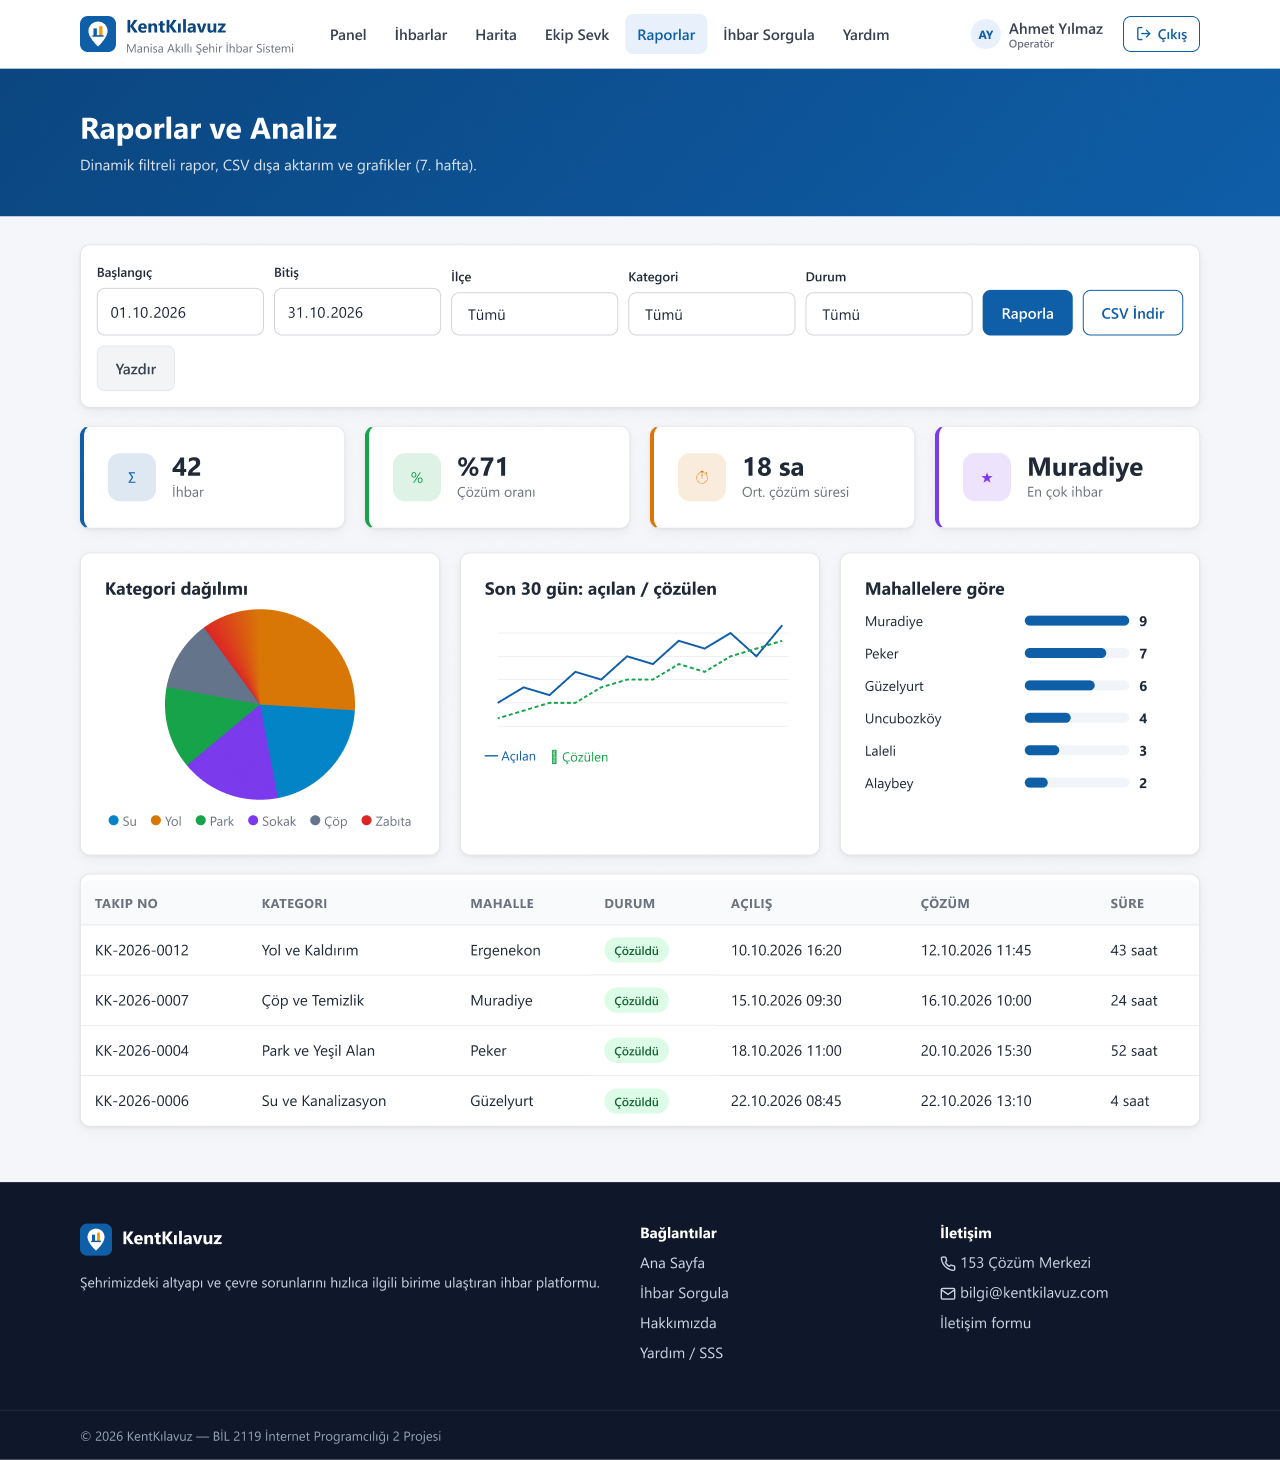 KentKılavuz
Manisa Akıllı Şehir İhbar Sistemi
Panel
İhbarlar
Harita
Ekip Sevk
Raporlar
İhbar Sorgula
Yardım
AY
Ahmet Yılmaz
Operatör
Çıkış
Raporlar ve Analiz
Dinamik filtreli rapor, CSV dışa aktarım ve grafikler (7. hafta).
Başlangıç
Bitiş
İlçe
Kategori
Durum
01.10.2026
31.10.2026
Tümü
Tümü
Tümü
Raporla
CSV İndir
Yazdır
Σ
42
İhbar
%
%71
Çözüm oranı
⏱
18 sa
Ort. çözüm süresi
★
Muradiye
En çok ihbar
Kategori dağılımı
Su
Yol
Park
Sokak
Çöp
Zabıta
Son 30 gün: açılan / çözülen
— Açılan
Çözülen
Mahallelere göre
Muradiye 9
Peker 7
Güzelyurt 6
Uncubozköy 4
Laleli 3
Alaybey 2
TAKIP NO KATEGORI MAHALLE DURUM AÇILIŞ ÇÖZÜM SÜRE
KK-2026-0012 Yol ve Kaldırım Ergenekon Çözüldü 10.10.2026 16:20 12.10.2026 11:45 43 saat
KK-2026-0007 Çöp ve Temizlik Muradiye Çözüldü 15.10.2026 09:30 16.10.2026 10:00 24 saat
KK-2026-0004 Park ve Yeşil Alan Peker Çözüldü 18.10.2026 11:00 20.10.2026 15:30 52 saat
KK-2026-0006 Su ve Kanalizasyon Güzelyurt Çözüldü 22.10.2026 08:45 22.10.2026 13:10 4 saat
KentKılavuz
Şehrimizdeki altyapı ve çevre sorunlarını hızlıca ilgili birime ulaştıran ihbar platformu.
Bağlantılar
Ana Sayfa
İhbar Sorgula
Hakkımızda
Yardım / SSS
İletişim
153 Çözüm Merkezi
bilgi@kentkilavuz.com
İletişim formu
© 2026 KentKılavuz — BİL 2119 İnternet Programcılığı 2 Projesi